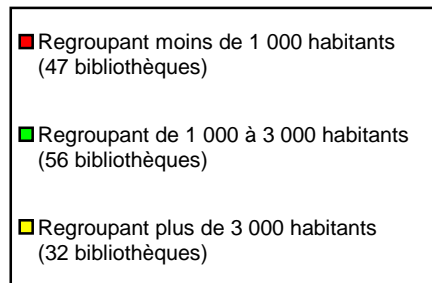 Regroupant moins de 1 000 habitants
(47 bibliothèques)
Regroupant de 1 000 à 3 000 habitants
(56 bibliothèques)
Regroupant plus de 3 000 habitants
(32 bibliothèques)